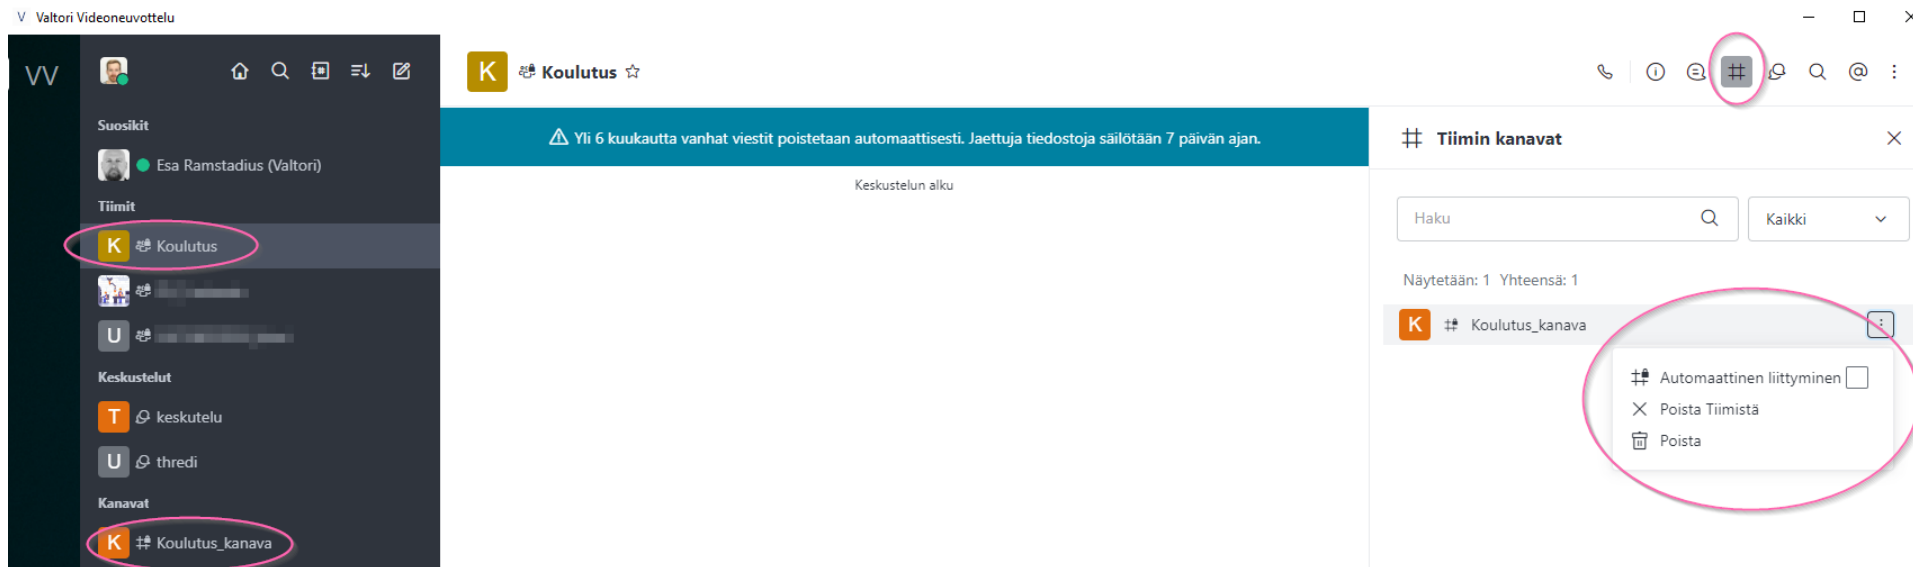 V Valtori Videoneuvottelu
VV
Suosikit
Esa Ramstadius (Valtori)
Tiimit
K Koulutus
U
Keskustelut
T keskutelu
U thredi
Kanavat
K Koulutus_kanava
K Koulutus
Yli 6 kuukautta vanhat viestit poistetaan automaattisesti. Jaettuja tiedostoja säilötään 7 päivän ajan.
Keskustelun alku
Tiimin kanavat
Haku
Kaikki
Näytetään: 1 Yhteensä: 1
K Koulutus_kanava
Automaattinen liittyminen
Poista Tiimistä
Poista